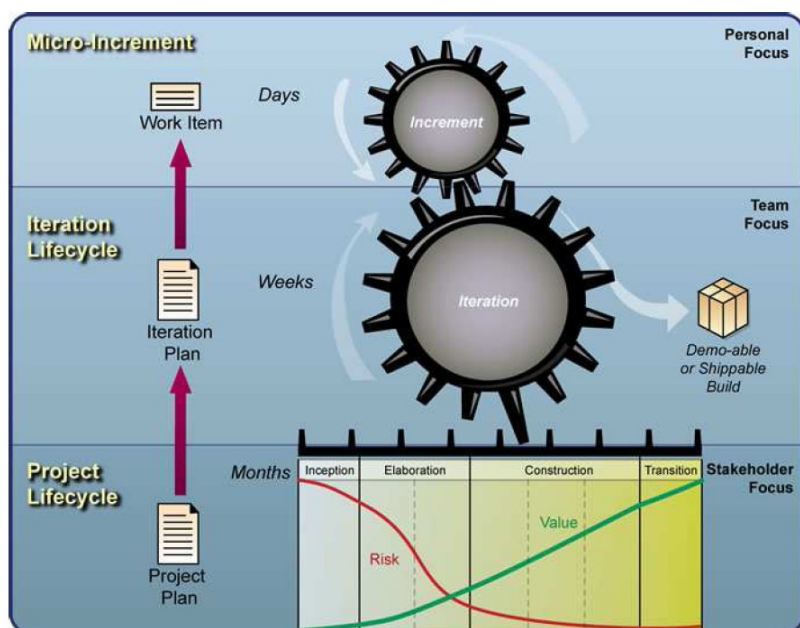 Micro-Increment
Personal
Focus
Days
Work Item
Increment
Iteration
Lifecycle
Team
Focus
Weeks
Iteration
Iteration
Plan
Demo-able
or Shippable
Build
Project
Lifecycle
Months
Inception
Elaboration
Construction
Transition
Stakeholder
Focus
Value
Risk
Project
Plan